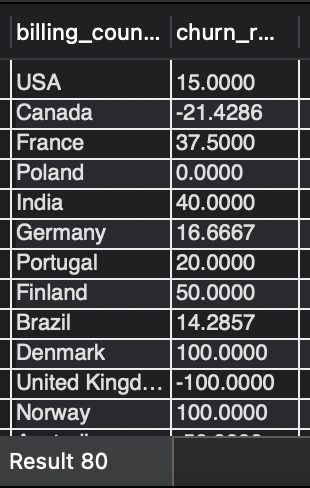 billing_coun... churn_r...
USA 15.0000
Canada -21.4286
France 37.5000
Poland 0.0000
India 40.0000
Germany 16.6667
Portugal 20.0000
Finland 50.0000
Brazil 14.2857
Denmark 100.0000
United Kingd... -100.0000
Norway 100.0000
Result 80